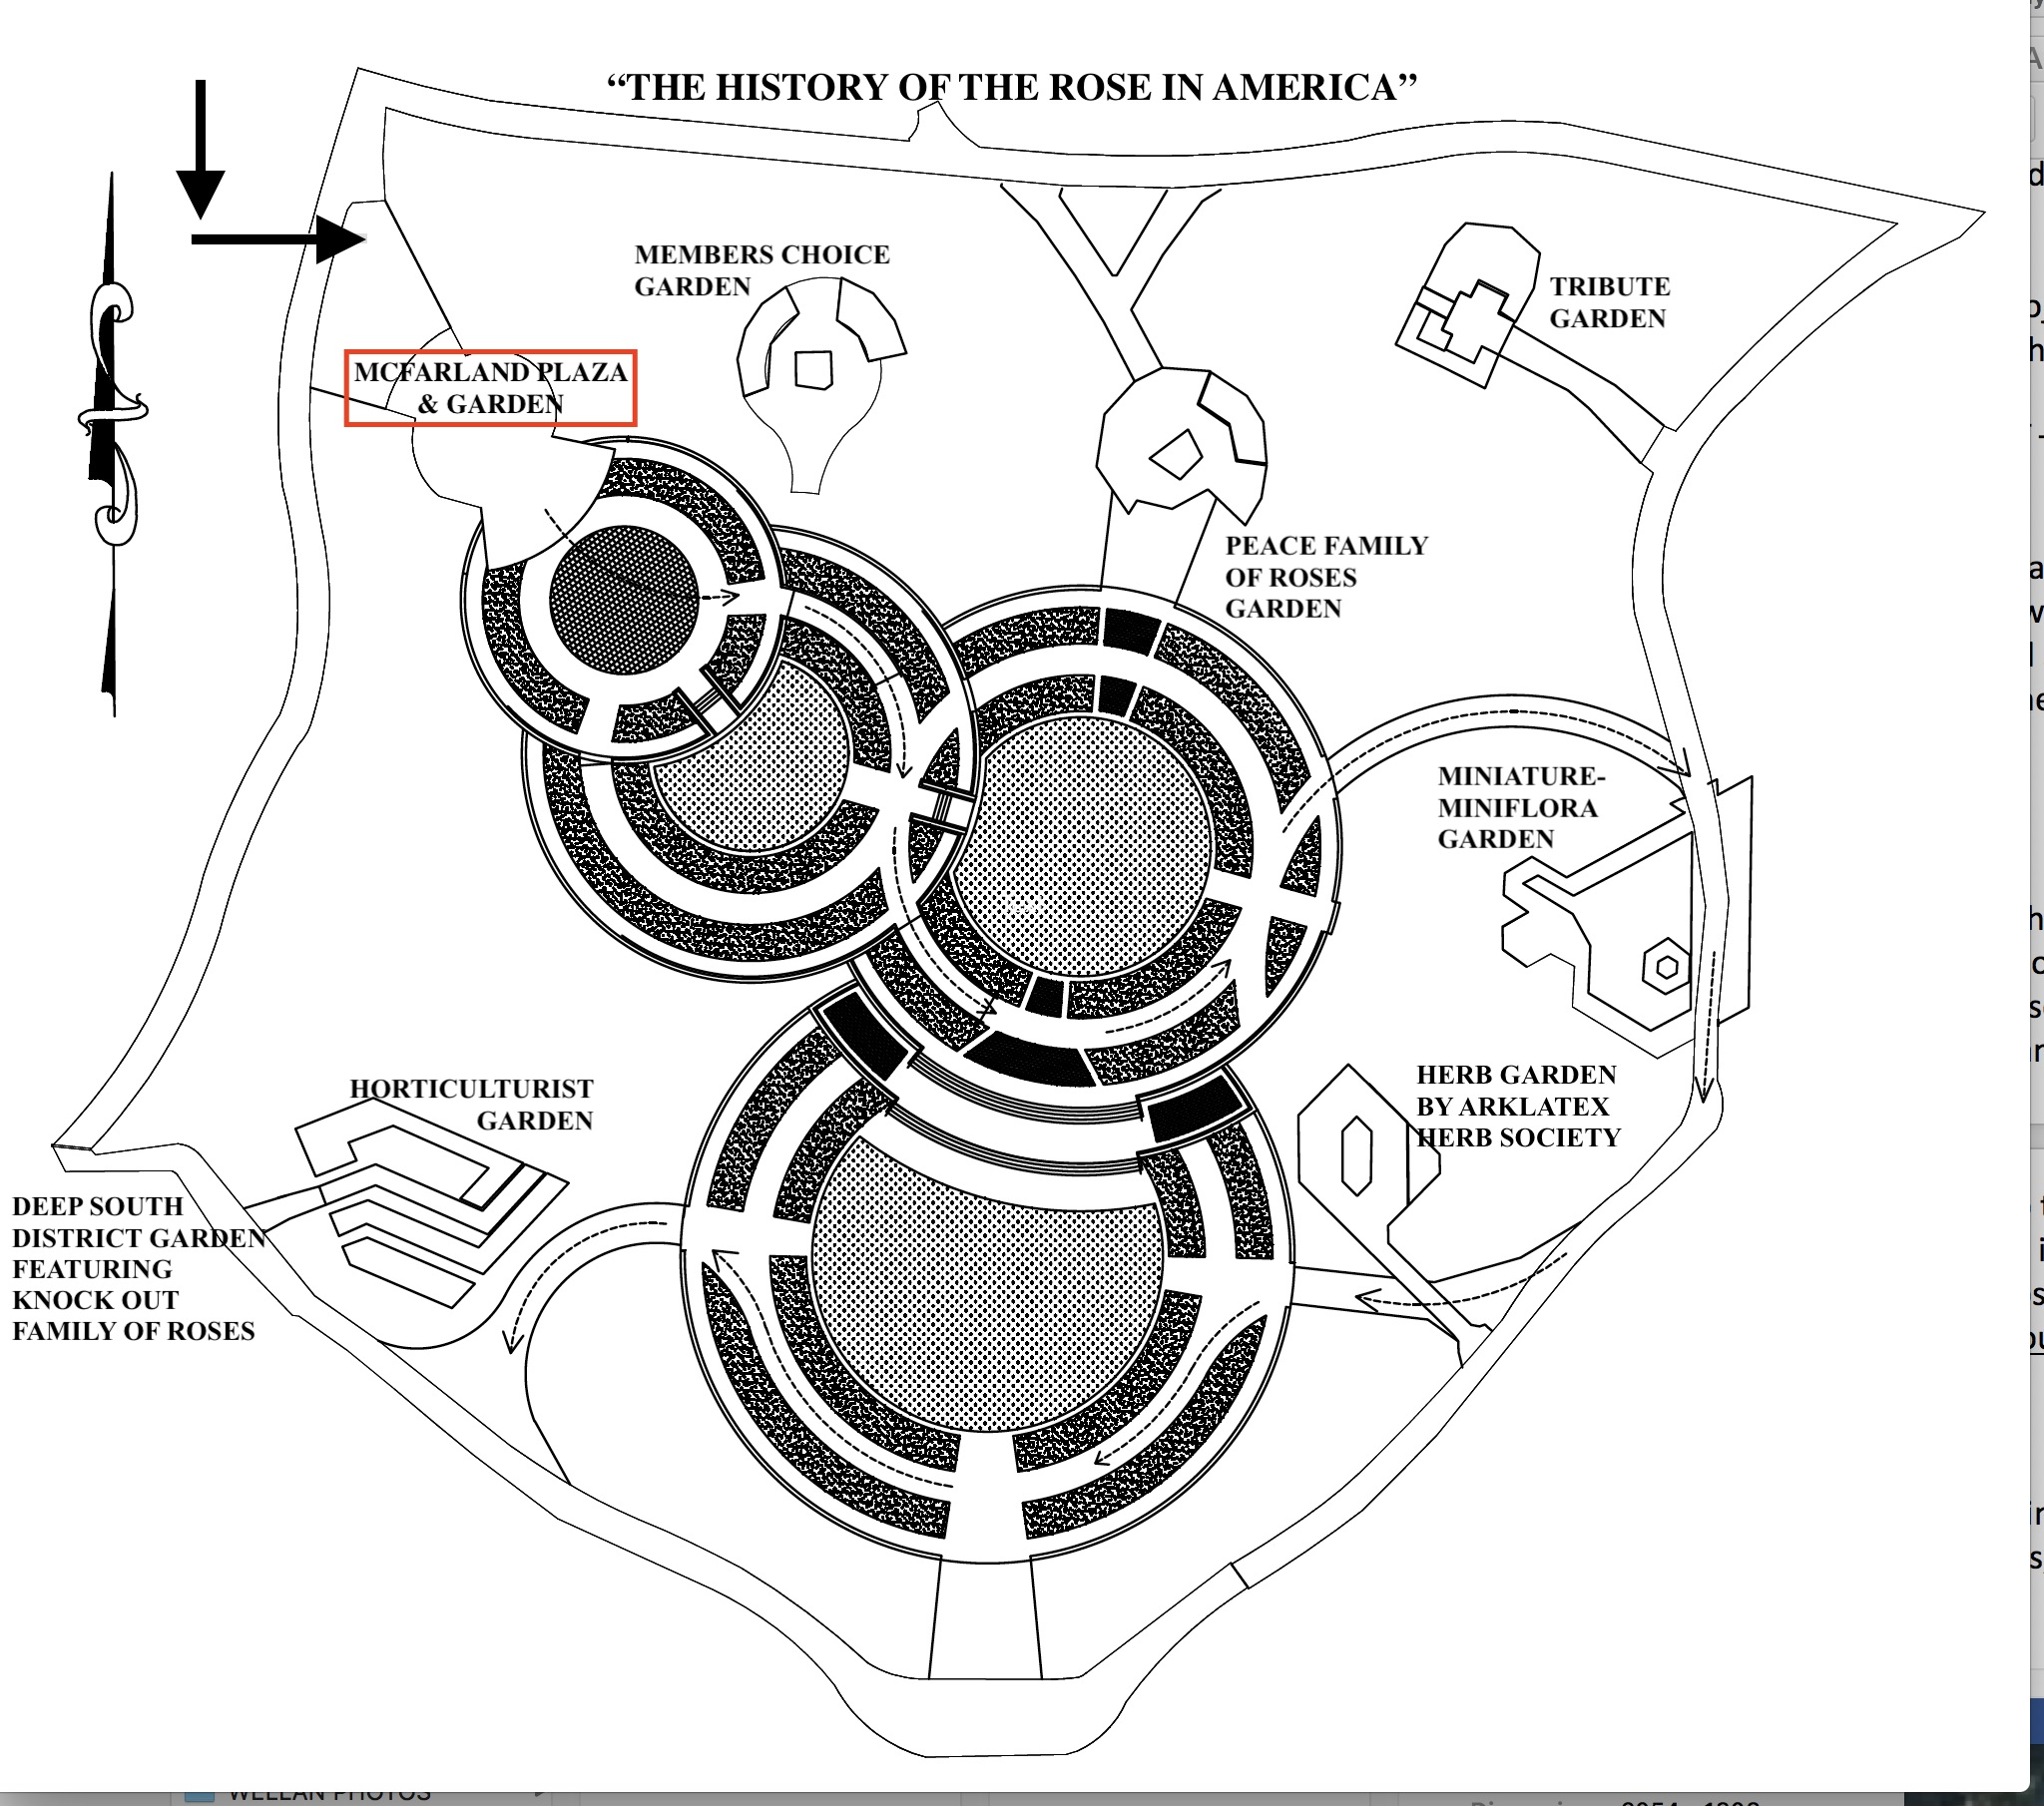 “THE HISTORY OF THE ROSE IN AMERICA”
MEMBERS CHOICE
GARDEN
TRIBUTE
GARDEN
MCFARLAND PLAZA
& GARDEN
PEACE FAMILY
OF ROSES
GARDEN
MINIATURE-
MINIFLORA
GARDEN
HORTICULTURIST
GARDEN
HERB GARDEN
BY ARKLATEX
HERB SOCIETY
DEEP SOUTH
DISTRICT GARDEN
FEATURING
KNOCK OUT
FAMILY OF ROSES
WELLAN PHOTOS